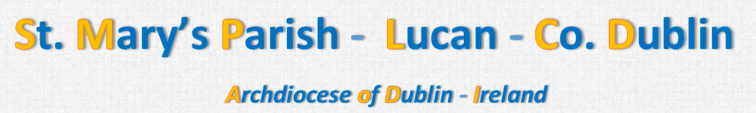 St. Mary’s Parish - Lucan - Co. Dublin
Archdiocese of Dublin - Ireland